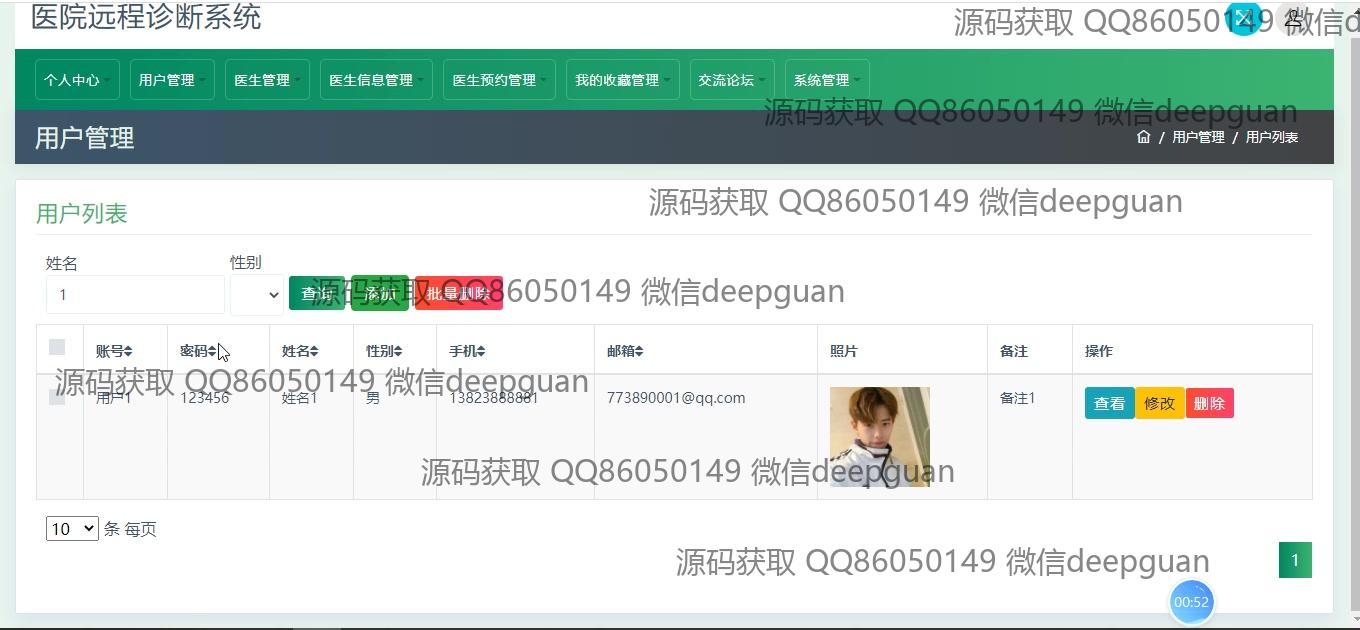 医院远程诊断系统
源码获取 QQ86050149 微信deepguan
个人中心 用户管理 医生管理 医生信息管理 医生预约管理 我的收藏管理 交流论坛 系统管理
源码获取 QQ86050149 微信deepguan
用户管理
/ 用户管理 / 用户列表
源码获取 QQ86050149 微信deepguan
用户列表
姓名 性别
1 查询 添加 批量删除
源码获取 QQ86050149 微信deepguan
账号 密码 姓名 性别 手机 邮箱 照片 备注 操作
源码获取 QQ86050149 微信deepguan
用户1 123456 姓名1 男 13823888881 773890001@qq.com 备注1 查看 修改 删除
源码获取 QQ86050149 微信deepguan
10 条 每页
源码获取 QQ86050149 微信deepguan
1
00:52